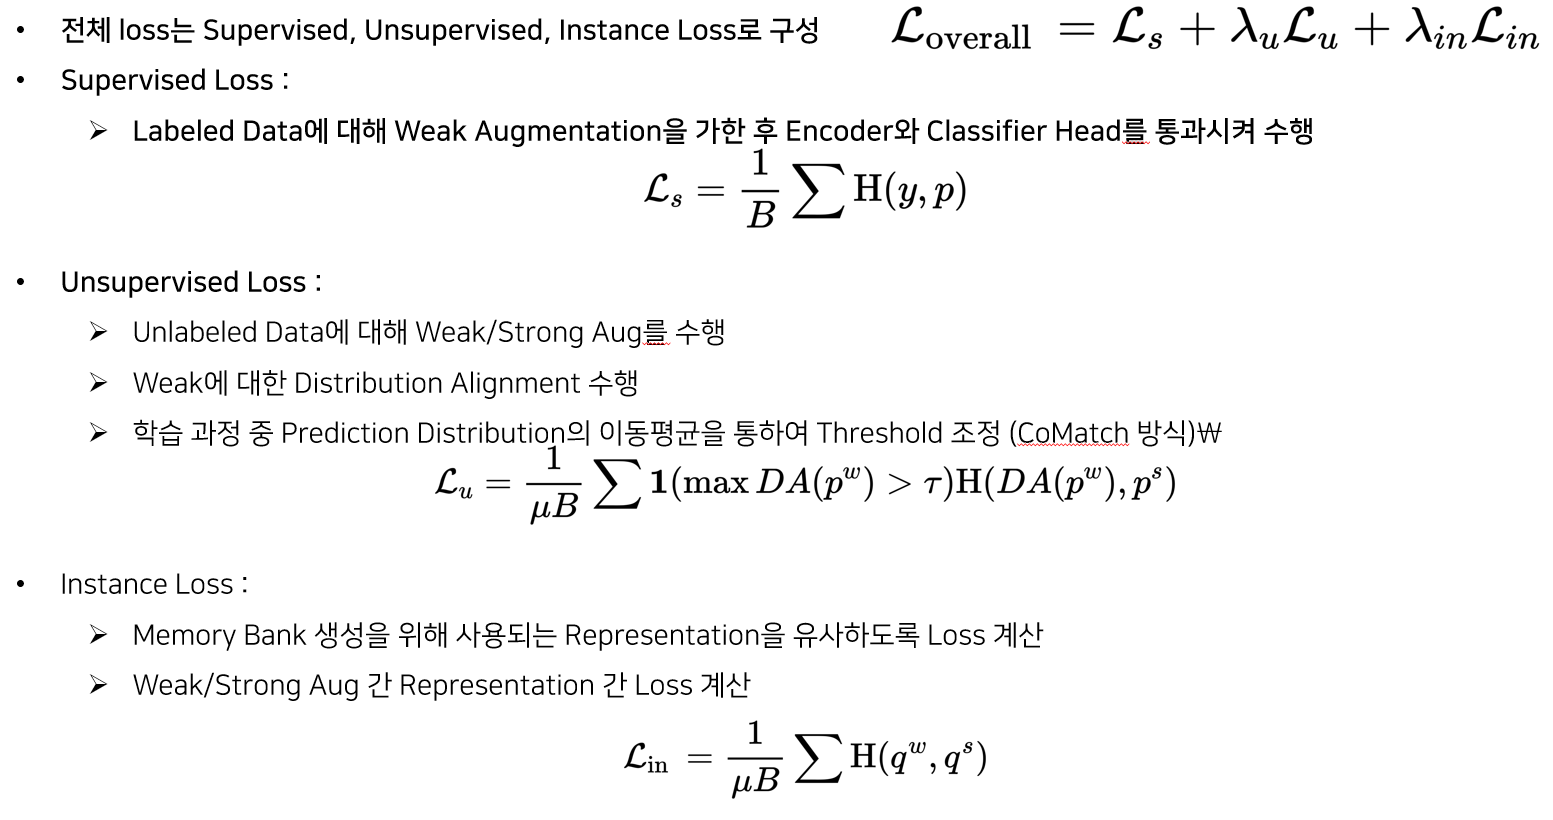 • 전체 loss는 Supervised, Unsupervised, Instance Loss로 구성 $\mathcal{L}_{\text{overall}} = \mathcal{L}_s + \lambda_u \mathcal{L}_u + \lambda_{in} \mathcal{L}_{in}$
• Supervised Loss :
➢ Labeled Data에 대해 Weak Augmentation을 가한 후 Encoder와 Classifier Head를 통과시켜 수행
$\mathcal{L}_s = \frac{1}{B} \sum \mathrm{H}(y, p)$
• Unsupervised Loss :
➢ Unlabeled Data에 대해 Weak/Strong Aug를 수행
➢ Weak에 대한 Distribution Alignment 수행
➢ 학습 과정 중 Prediction Distribution의 이동평균을 통하여 Threshold 조정 (CoMatch 방식)₩
$\mathcal{L}_u = \frac{1}{\mu B} \sum \mathbf{1}(\max DA(p^w) > \tau) \mathrm{H}(DA(p^w), p^s)$
• Instance Loss :
➢ Memory Bank 생성을 위해 사용되는 Representation을 유사하도록 Loss 계산
➢ Weak/Strong Aug 간 Representation 간 Loss 계산
$\mathcal{L}_{\text{in}} = \frac{1}{\mu B} \sum \mathrm{H}(q^w, q^s)$